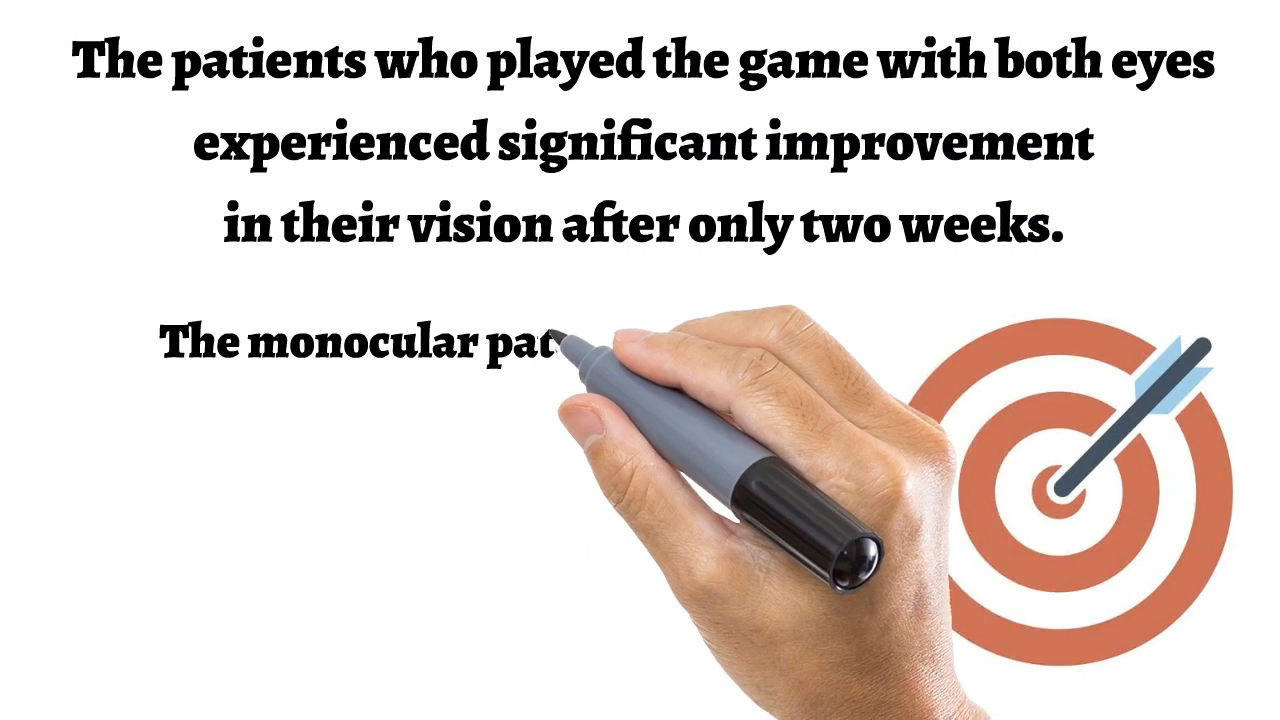 The patients who played the game with both eyes
experienced significant improvement
in their vision after only two weeks.
The monocular pat